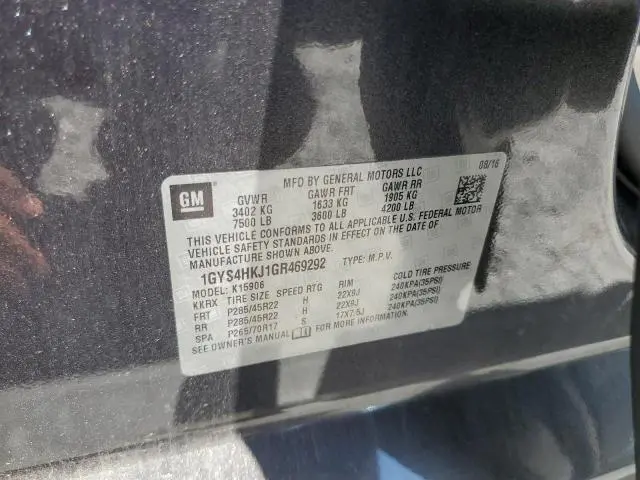 GM
MFD BY GENERAL MOTORS LLC
08/16
GVWR GAWR FRT GAWR RR
3402 KG 1633 KG 1905 KG
7500 LB 3600 LB 4200 LB
THIS VEHICLE CONFORMS TO ALL APPLICABLE U.S. FEDERAL MOTOR
VEHICLE SAFETY STANDARDS IN EFFECT ON THE DATE OF
MANUFACTURE SHOWN ABOVE.
1GYS4HKJ1GR469292 TYPE: M.P.V.
MODEL: K15906
KKRX TIRE SIZE SPEED RTG RIM COLD TIRE PRESSURE
FRT P285/45R22 H 22X9J 240KPA(35PSI)
RR P285/45R22 H 22X9J 240KPA(35PSI)
SPA P265/70R17 S 17X7.5J 240KPA(35PSI)
SEE OWNER'S MANUAL FOR MORE INFORMATION.